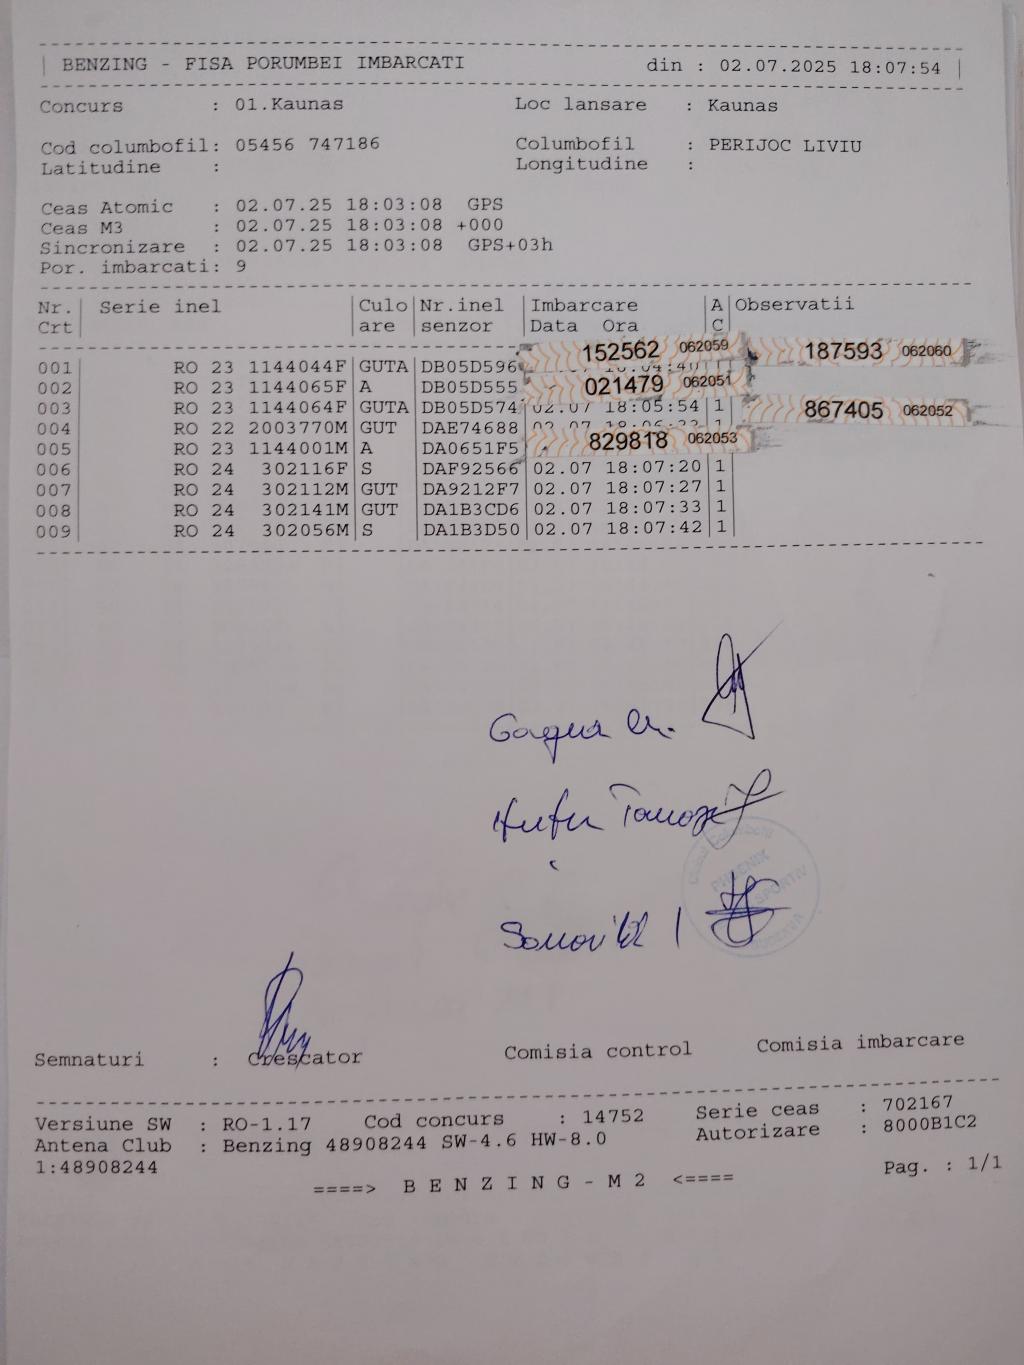 BENZING - FISA PORUMBEI IMBARCATI din : 02.07.2025 18:07:54
Concurs : 01.Kaunas Loc lansare : Kaunas
Cod columbofil: 05456 747186 Columbofil : PERIJOC LIVIU
Latitudine : Longitudine :
Ceas Atomic : 02.07.25 18:03:08 GPS
Ceas M3 : 02.07.25 18:03:08 +000
Sincronizare : 02.07.25 18:03:08 GPS+03h
Por. imbarcati: 9
Nr. Serie inel Culo Nr.inel Imbarcare A Observatii
Crt are senzor Data Ora C
152562 062059 187593 062060
001 RO 23 1144044F GUTA DB05D596
002 RO 23 1144065F A DB05D555 021479 062051
003 RO 23 1144064F GUTA DB05D574 02.07 18:05:54 1 867405 062052
004 RO 22 2003770M GUT DAE74688 02.07
005 RO 23 1144001M A DA0651F5 829818 062053
006 RO 24 302116F S DAF92566 02.07 18:07:20 1
007 RO 24 302112M GUT DA9212F7 02.07 18:07:27 1
008 RO 24 302141M GUT DA1B3CD6 02.07 18:07:33 1
009 RO 24 302056M S DA1B3D50 02.07 18:07:42 1
PHOENIX
SPORTIV
Semnaturi : Crescator Comisia control Comisia imbarcare
Versiune SW : RO-1.17 Cod concurs : 14752 Serie ceas : 702167
Antena Club : Benzing 48908244 SW-4.6 HW-8.0 Autorizare : 8000B1C2
1:48908244 Pag. : 1/1
====> B E N Z I N G - M 2 <====